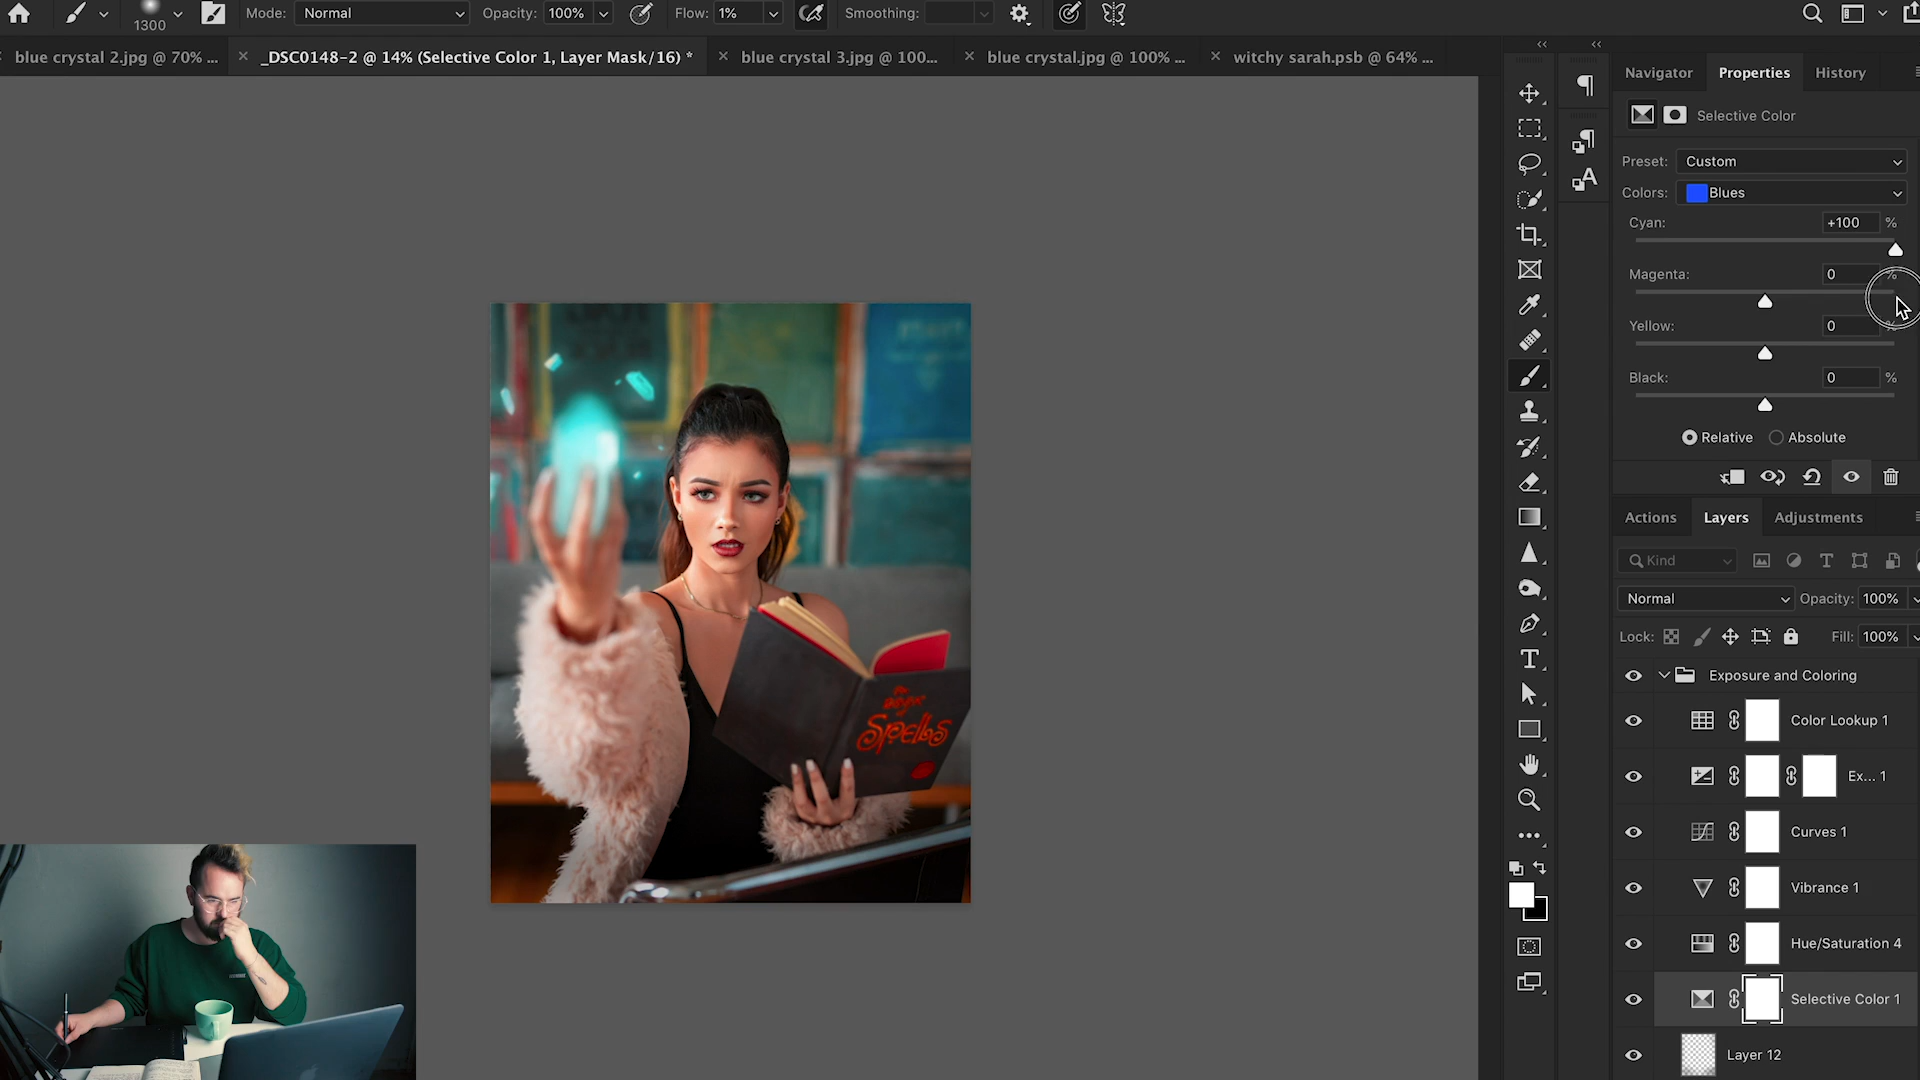 1300
Mode: Normal
Opacity: 100%
Flow: 1%
Smoothing:
blue crystal 2.jpg @ 70% ...
_DSC0148-2 @ 14% (Selective Color 1, Layer Mask/16) *
blue crystal 3.jpg @ 100...
blue crystal.jpg @ 100% ...
witchy sarah.psb @ 64% ...
Navigator
Properties
History
Selective Color
Preset: Custom
Colors: Blues
Cyan: +100 %
Magenta: 0 %
Yellow: 0 %
Black: 0 %
Relative
Absolute
Actions
Layers
Adjustments
Kind
Normal
Opacity: 100%
Lock:
Fill: 100%
Exposure and Coloring
Color Lookup 1
Ex... 1
Curves 1
Vibrance 1
Hue/Saturation 4
Selective Color 1
Layer 12
Spells